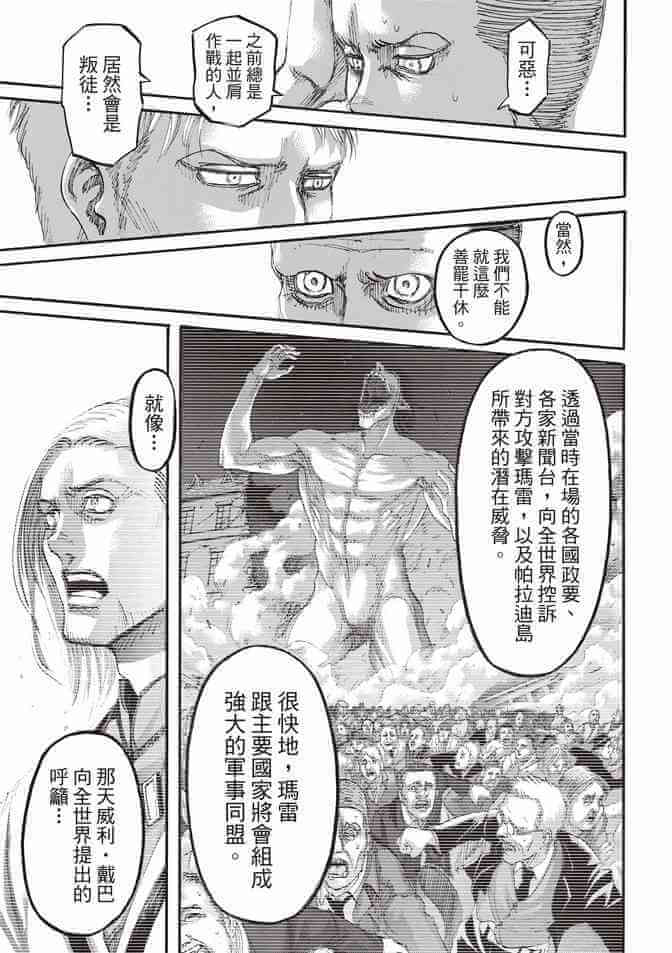 可惡…
之前總是
一起並肩
作戰的人，
居然會是
叛徒…
當然，
我們不能
就這麼
善罷干休。
透過當時在場的各國政要、
各家新聞台，向全世界控訴
對方攻擊瑪雷，以及帕拉迪島
所帶來的潛在威脅。
很快地，瑪雷
跟主要國家將會組成
強大的軍事同盟。
就像…
那天威利·戴巴
向全世界提出的
呼籲…